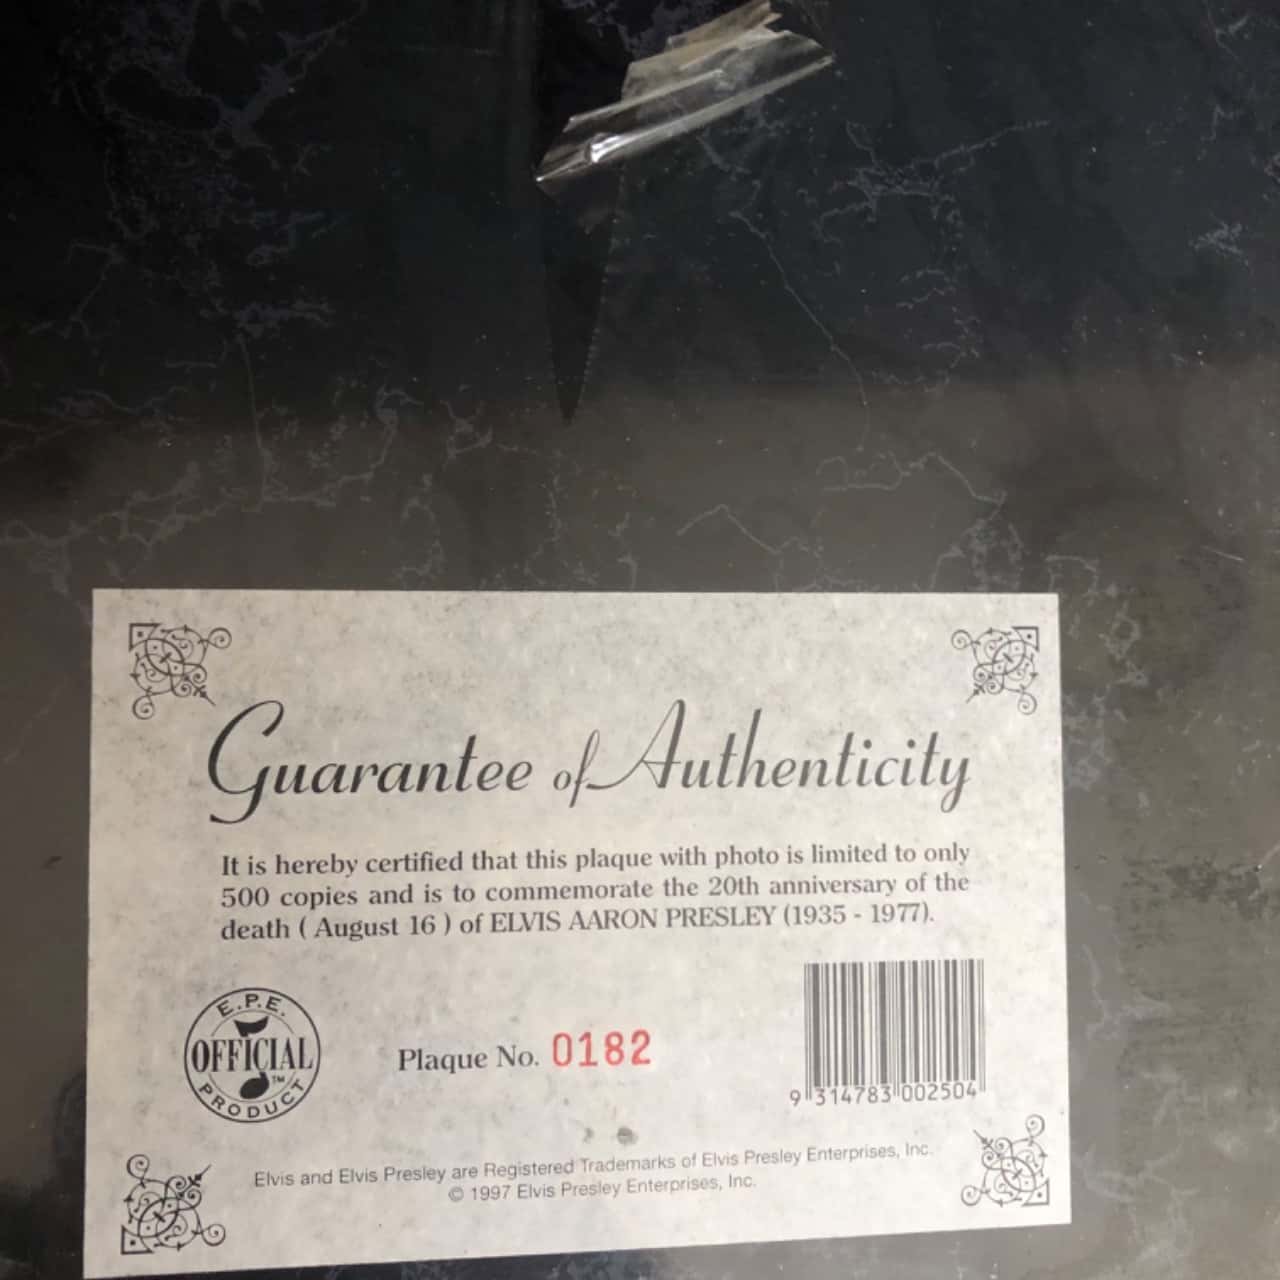 Guarantee of Authenticity
It is hereby certified that this plaque with photo is limited to only
500 copies and is to commemorate the 20th anniversary of the
death ( August 16 ) of ELVIS AARON PRESLEY (1935 - 1977).
E.P.E.
OFFICIAL
TM
PRODUCT
Plaque No. 0182
9 314783 002504
Elvis and Elvis Presley are Registered Trademarks of Elvis Presley Enterprises, Inc.
© 1997 Elvis Presley Enterprises, Inc.